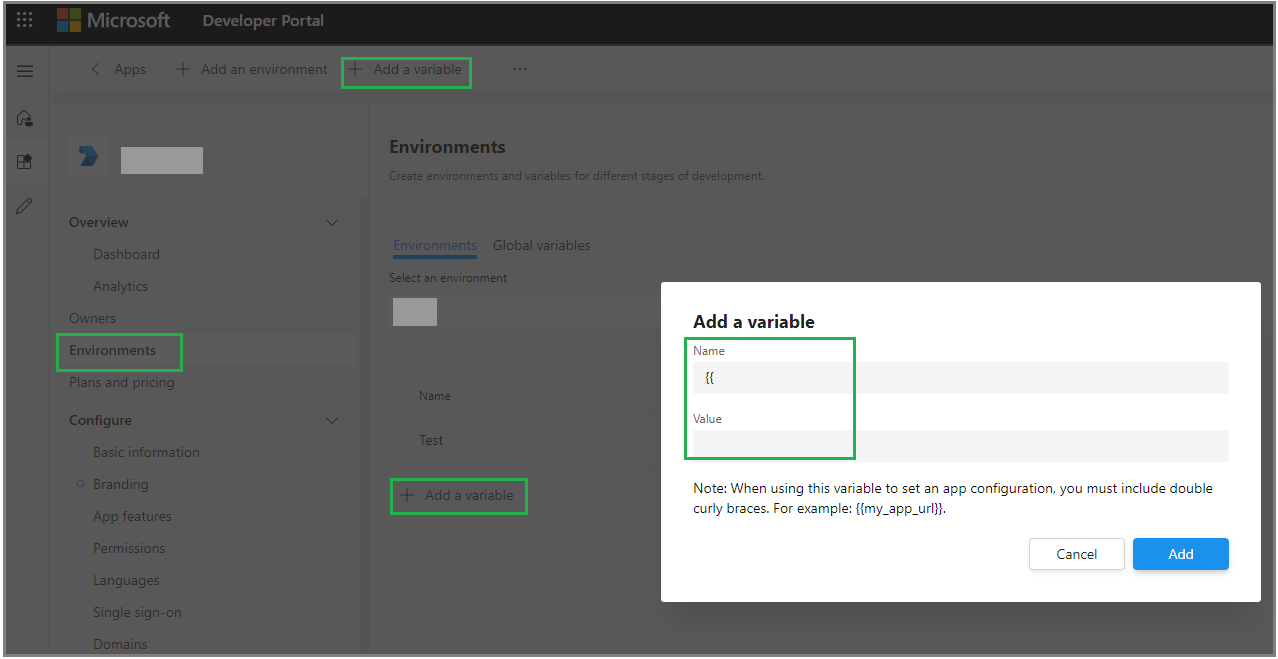 Microsoft Developer Portal
Apps Add an environment Add a variable ...
Overview
Dashboard
Analytics
Owners
Environments
Plans and pricing
Configure
Basic information
Branding
App features
Permissions
Languages
Single sign-on
Domains
Environments
Create environments and variables for different stages of development.
Environments Global variables
Select an environment
Name
Test
Add a variable
Add a variable
Name
{{
Value
Note: When using this variable to set an app configuration, you must include double
curly braces. For example: {{my_app_url}}.
Cancel Add